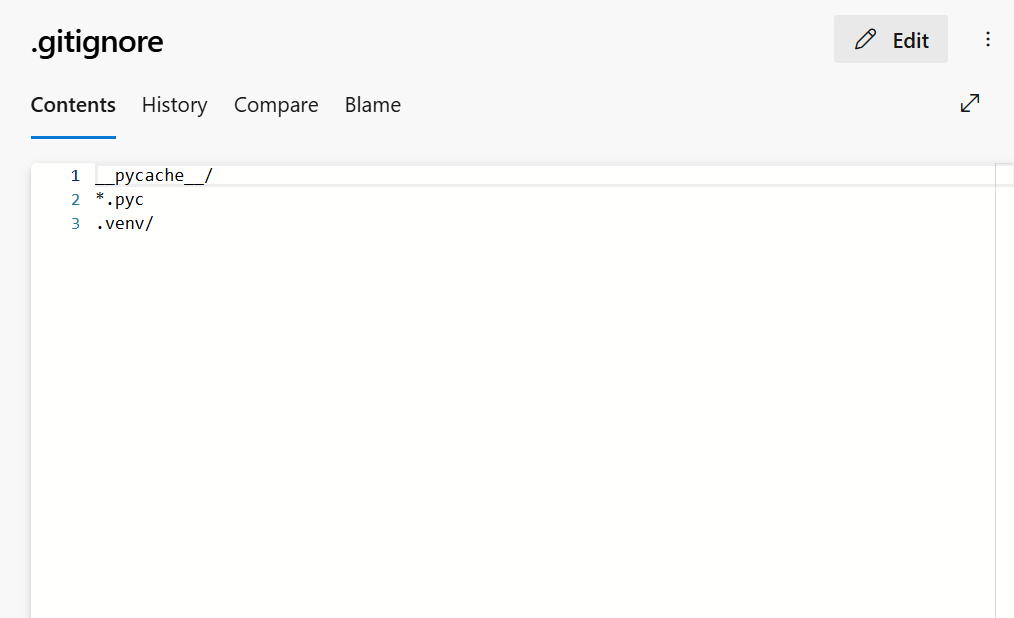 .gitignore
Edit
Contents History Compare Blame
1 __pycache__/
2 *.pyc
3 .venv/